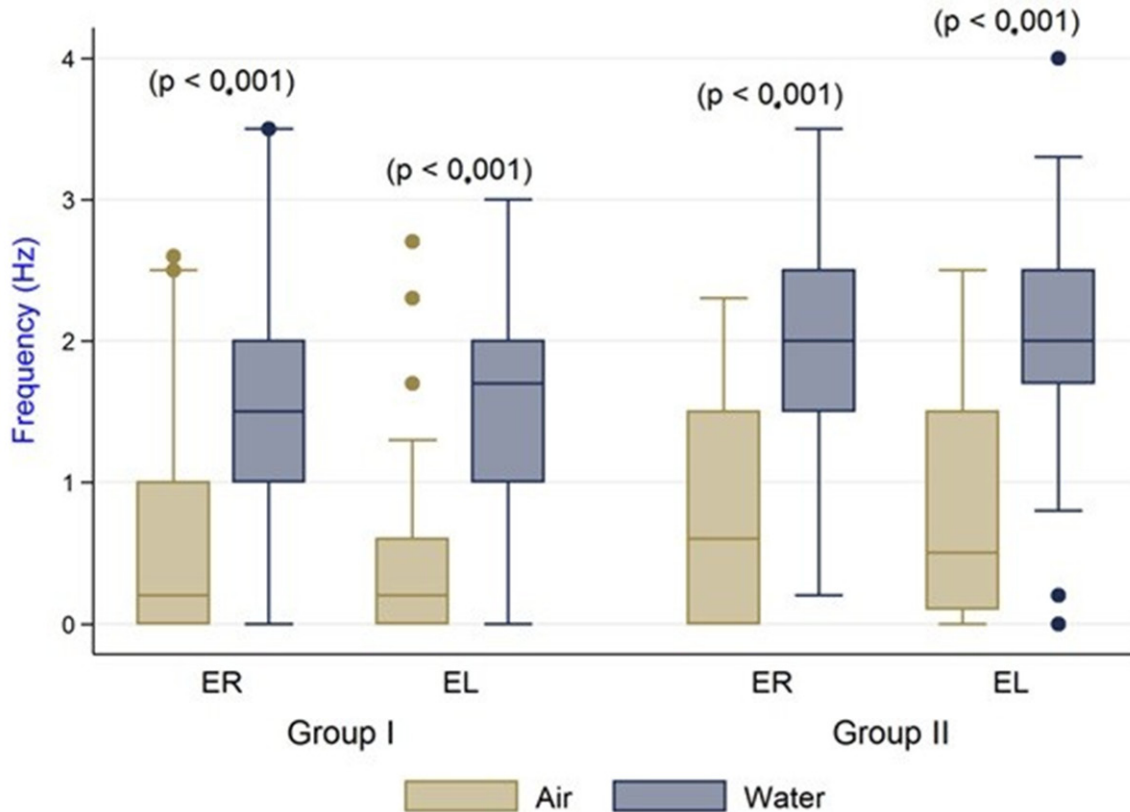 (p < 0.001)
4
(p < 0.001)
(p < 0.001)
(p < 0.001)
3
2
1
0
Frequency (Hz)
ER EL ER EL
Group I Group II
Air Water